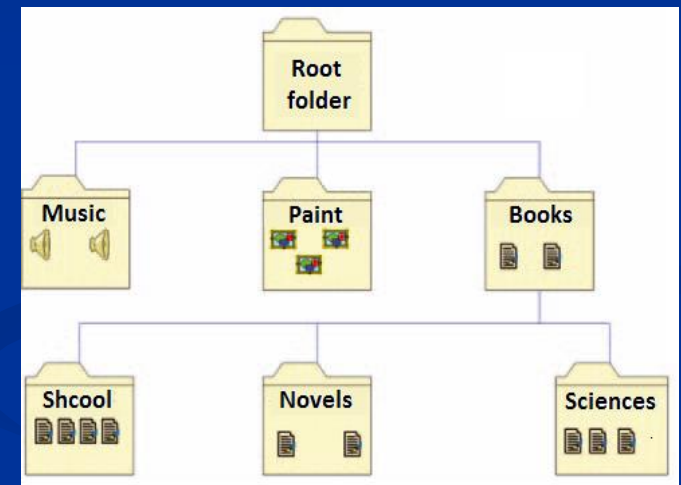 Root
folder
Music
Paint
Books
Shcool
Novels
Sciences